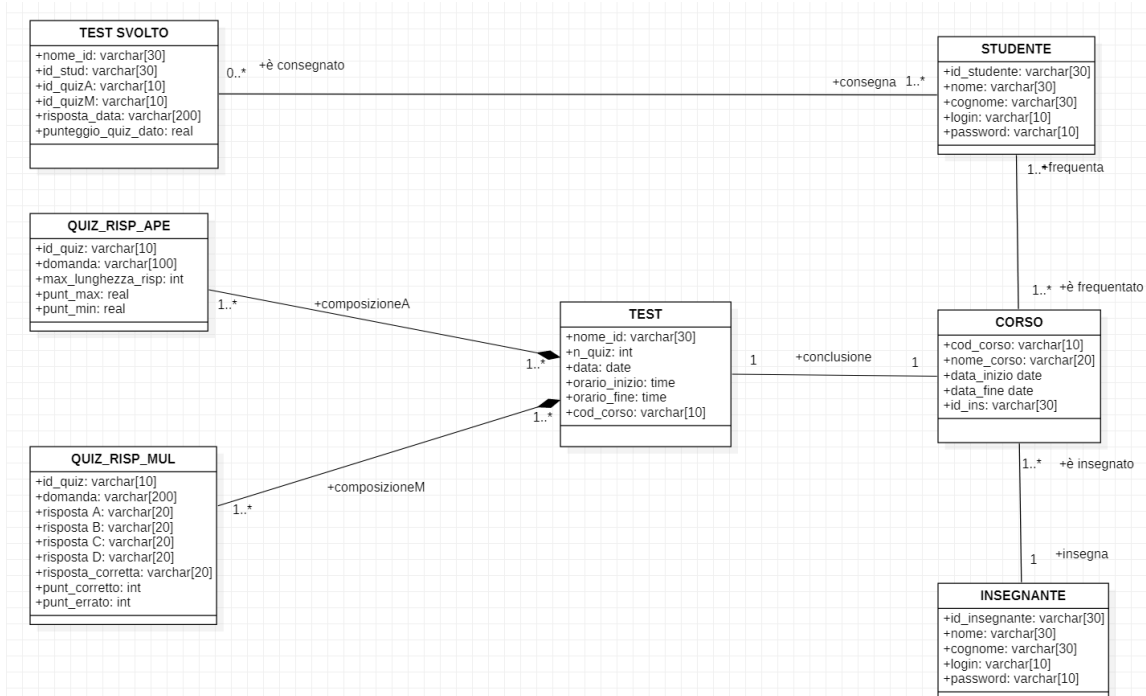 TEST SVOLTO
+nome_id: varchar[30]
+id_stud: varchar[30]
+id_quizA: varchar[10]
+id_quizM: varchar[10]
+risposta_data: varchar[200]
+punteggio_quiz_dato: real
0..*
+è consegnato
+consegna
1..*
STUDENTE
+id_studente: varchar[30]
+nome: varchar[30]
+cognome: varchar[30]
+login: varchar[10]
+password: varchar[10]
1..*
+frequenta
QUIZ_RISP_APE
+id_quiz: varchar[10]
+domanda: varchar[100]
+max_lunghezza_risp: int
+punt_max: real
+punt_min: real
1..*
+composizioneA
1..*
TEST
+nome_id: varchar[30]
+n_quiz: int
+data: date
+orario_inizio: time
+orario_fine: time
+cod_corso: varchar[10]
1..*
1
+conclusione
1
1..*
+è frequentato
CORSO
+cod_corso: varchar[10]
+nome_corso: varchar[20]
+data_inizio date
+data_fine date
+id_ins: varchar[30]
QUIZ_RISP_MUL
+id_quiz: varchar[10]
+domanda: varchar[200]
+risposta A: varchar[20]
+risposta B: varchar[20]
+risposta C: varchar[20]
+risposta D: varchar[20]
+risposta_corretta: varchar[20]
+punt_corretto: int
+punt_errato: int
1..*
+composizioneM
1..*
+è insegnato
1
+insegna
INSEGNANTE
+id_insegnante: varchar[30]
+nome: varchar[30]
+cognome: varchar[30]
+login: varchar[10]
+password: varchar[10]